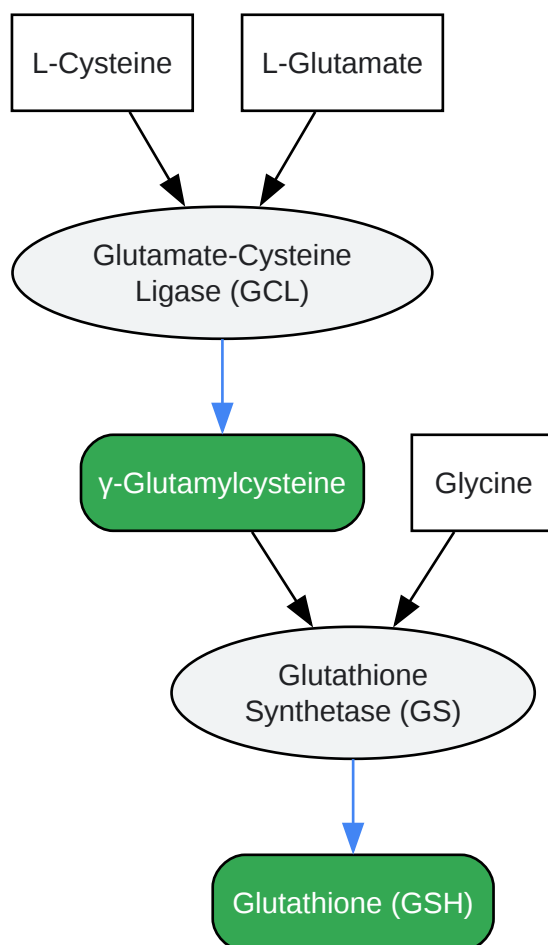 L-Cysteine
L-Glutamate
Glutamate-Cysteine
Ligase (GCL)
γ-Glutamylcysteine
Glycine
Glutathione
Synthetase (GS)
Glutathione (GSH)